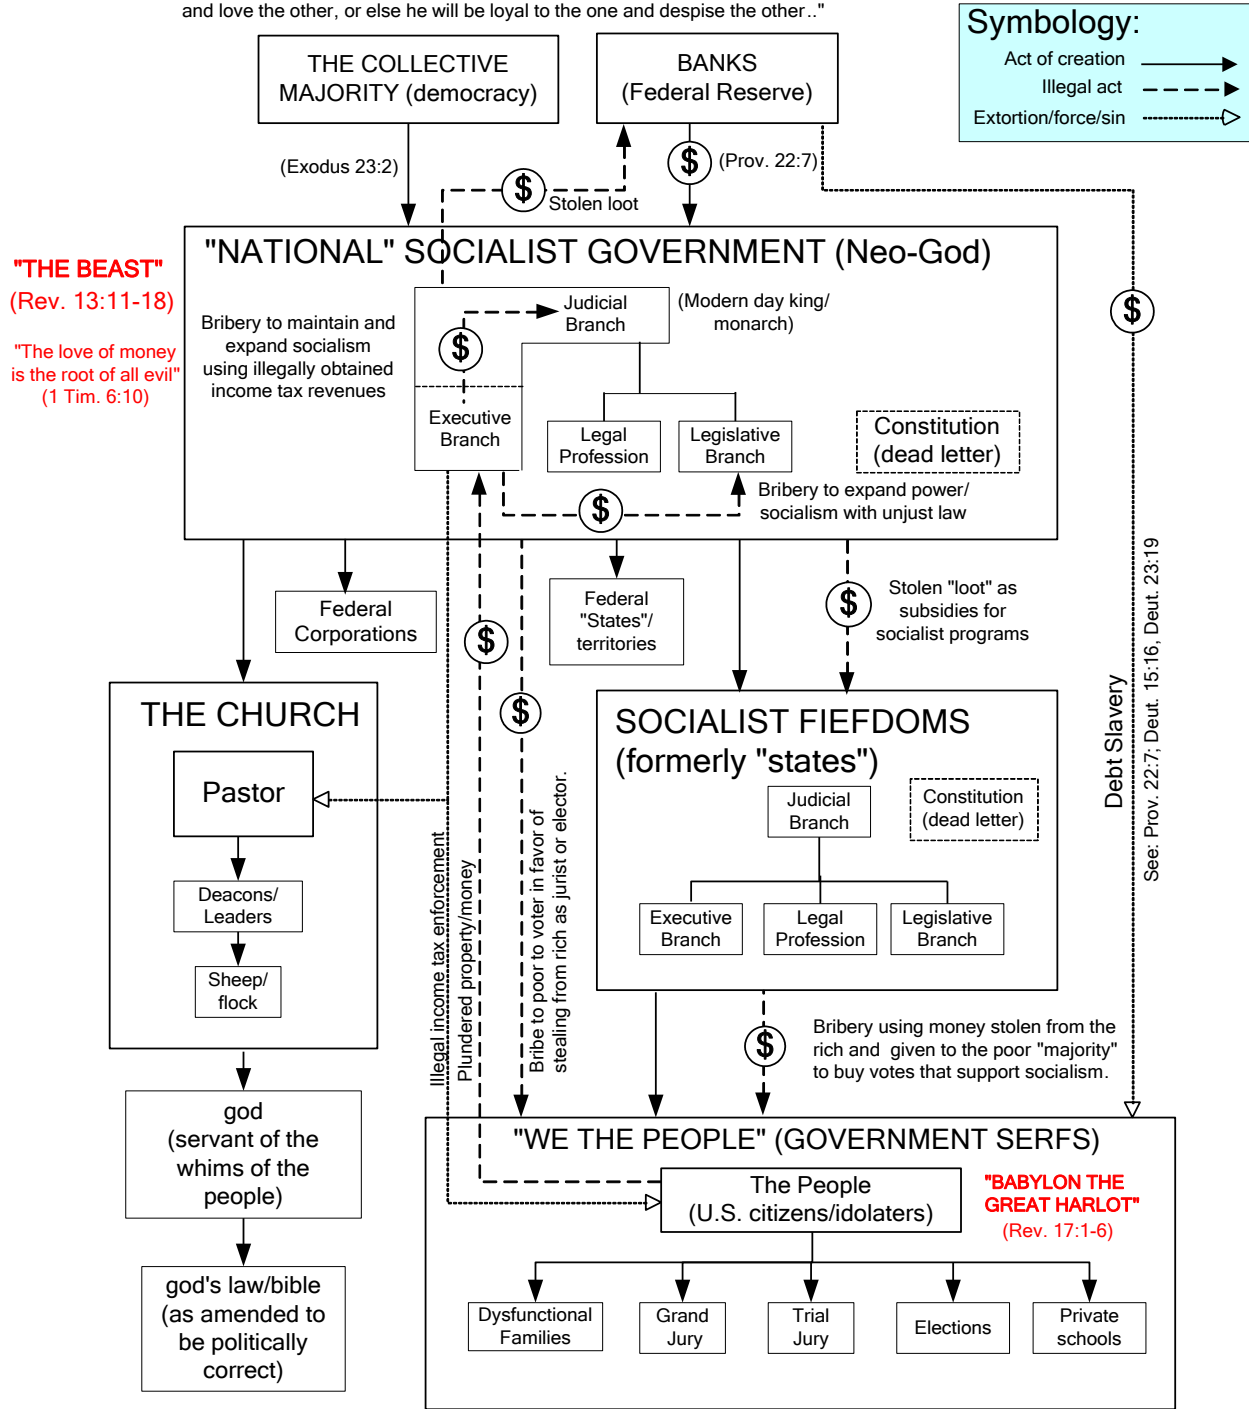 and love the other, or else he will be loyal to the one and despise the other.."
Symbology:
Act of creation
Illegal act
Extortion/force/sin
THE COLLECTIVE
MAJORITY (democracy)
BANKS
(Federal Reserve)
(Exodus 23:2)
$
(Prov. 22:7)
$
Stolen loot
"NATIONAL" SOCIALIST GOVERNMENT (Neo-God)
"THE BEAST"
(Rev. 13:11-18)
"The love of money
is the root of all evil"
(1 Tim. 6:10)
Bribery to maintain and
expand socialism
using illegally obtained
income tax revenues
$
Judicial
Branch
(Modern day king/
monarch)
$
Executive
Branch
Legal
Profession
Legislative
Branch
Constitution
(dead letter)
$
Bribery to expand power/
socialism with unjust law
Federal
Corporations
Federal
"States"/
territories
$
Stolen "loot" as
subsidies for
socialist programs
$
$
THE CHURCH
Pastor
Deacons/
Leaders
Sheep/
flock
SOCIALIST FIEFDOMS
(formerly "states")
Judicial
Branch
Constitution
(dead letter)
Executive
Branch
Legal
Profession
Legislative
Branch
Debt Slavery
See: Prov. 22:7; Deut. 15:16, Deut. 23:19
Illegal income tax enforcement
Plundered property/money
Bribe to poor to voter in favor of
stealing from rich as jurist or elector.
$
Bribery using money stolen from the
rich and given to the poor "majority"
to buy votes that support socialism.
god
(servant of the
whims of the
people)
god's law/bible
(as amended to
be politically
correct)
"WE THE PEOPLE" (GOVERNMENT SERFS)
The People
(U.S. citizens/idolaters)
"BABYLON THE
GREAT HARLOT"
(Rev. 17:1-6)
Dysfunctional
Families
Grand
Jury
Trial
Jury
Elections
Private
schools